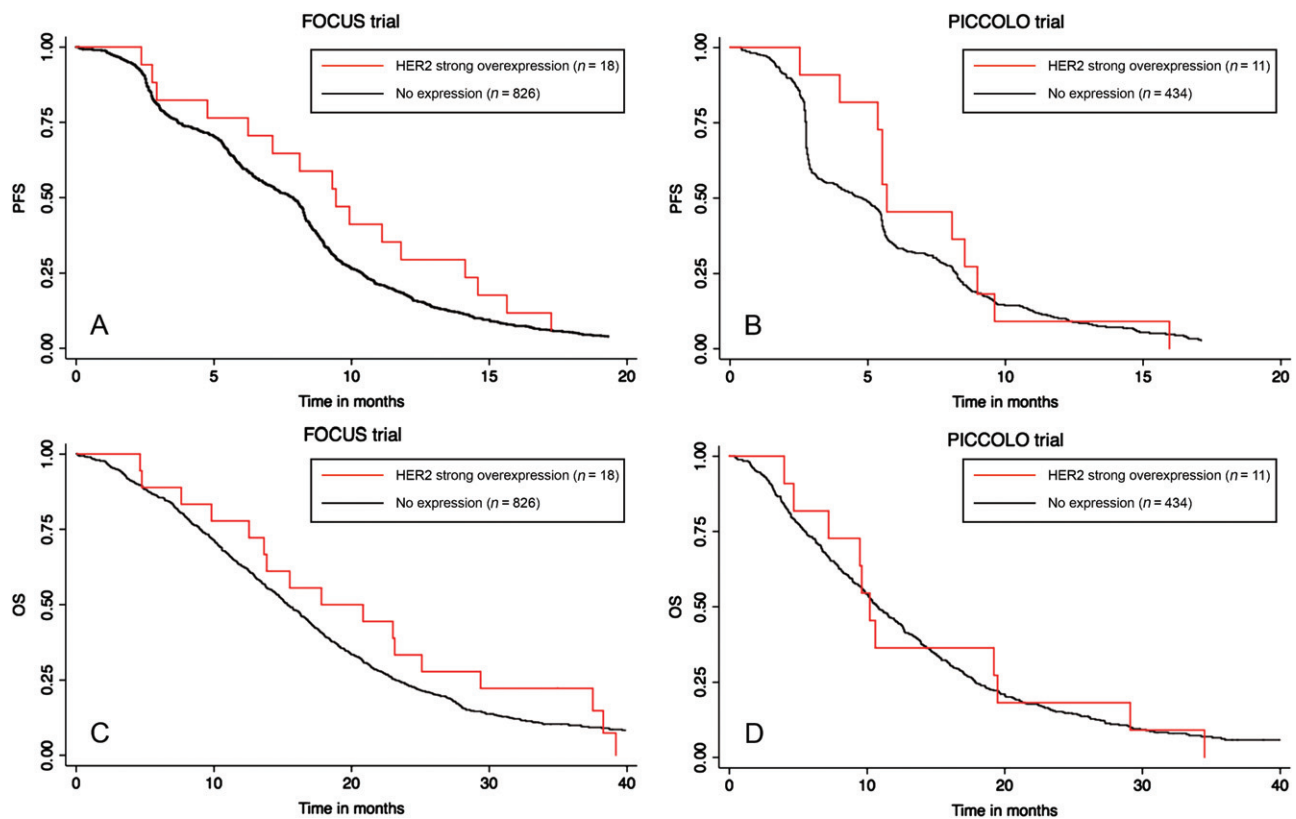 FOCUS trial
HER2 strong overexpression (n = 18)
No expression (n = 826)
PFS
0.00 0.25 0.50 0.75 1.00
A
0 5 10 15 20
Time in months
PICCOLO trial
HER2 strong overexpression (n = 11)
No expression (n = 434)
PFS
0.00 0.25 0.50 0.75 1.00
B
0 5 10 15 20
Time in months
FOCUS trial
HER2 strong overexpression (n = 18)
No expression (n = 826)
OS
0.00 0.25 0.50 0.75 1.00
C
0 10 20 30 40
Time in months
PICCOLO trial
HER2 strong overexpression (n = 11)
No expression (n = 434)
OS
0.00 0.25 0.50 0.75 1.00
D
0 10 20 30 40
Time in months